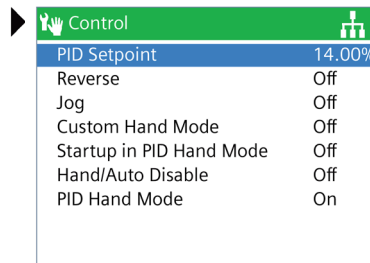 Control
PID Setpoint 14.00%
Reverse Off
Jog Off
Custom Hand Mode Off
Startup in PID Hand Mode Off
Hand/Auto Disable Off
PID Hand Mode On